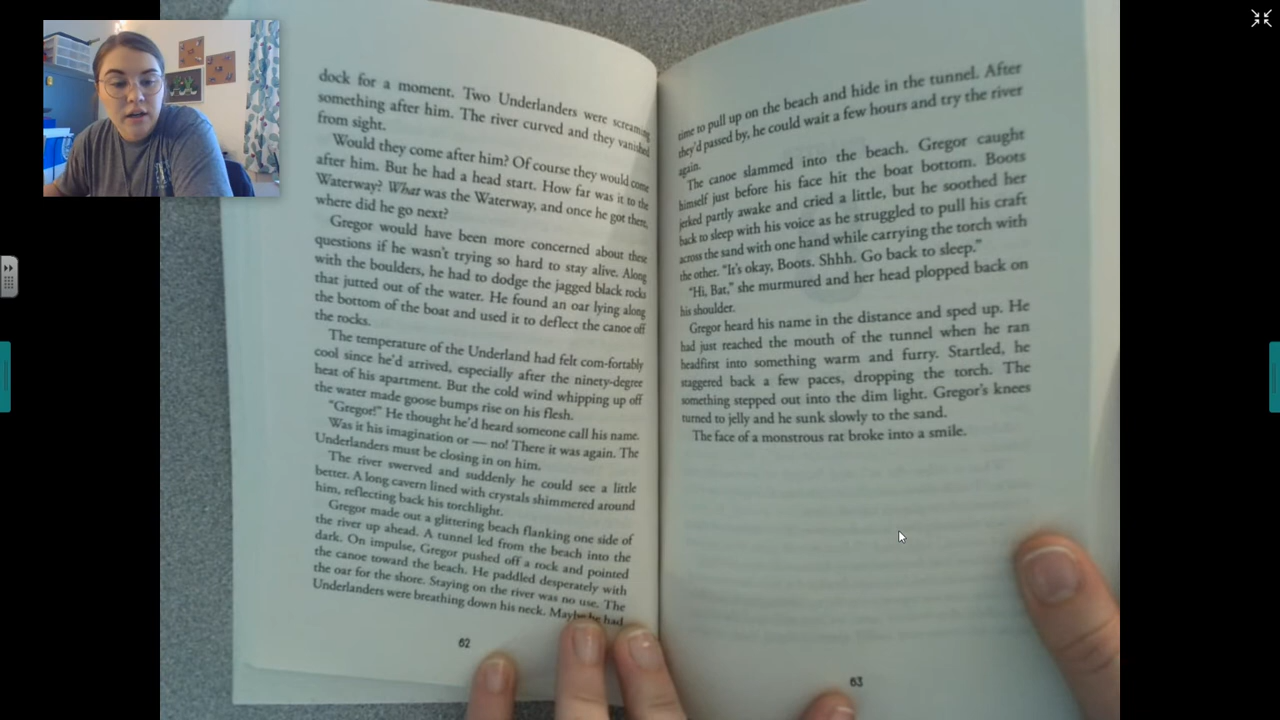 dock for a moment. Two Underlanders were screaming
something after him. The river curved and they vanished
from sight.
Would they come after him? Of course they would come
after him. But he had a head start. How far was it to the
Waterway? What was the Waterway, and once he got there,
where did he go next?
Gregor would have been more concerned about these
questions if he wasn't trying so hard to stay alive. Along
with the boulders, he had to dodge the jagged black rocks
that jutted out of the water. He found an oar lying along
the bottom of the boat and used it to deflect the canoe off
the rocks.
The temperature of the Underland had felt com-fortably
cool since he'd arrived, especially after the ninety-degree
heat of his apartment. But the cold wind whipping up off
the water made goose bumps rise on his flesh.
"Gregor!" He thought he'd heard someone call his name.
Was it his imagination or — no! There it was again. The
Underlanders must be closing in on him.
The river swerved and suddenly he could see a little
better. A long cavern lined with crystals shimmered around
him, reflecting back his torchlight.
Gregor made out a glittering beach flanking one side of
the river up ahead. A tunnel led from the beach into the
dark. On impulse, Gregor pushed off a rock and pointed
the canoe toward the beach. He paddled desperately with
the oar for the shore. Staying on the river was no use. The
Underlanders were breathing down his neck. Maybe he had
62
time to pull up on the beach and hide in the tunnel. After
they'd passed by, he could wait a few hours and try the river
again.
The canoe slammed into the beach. Gregor caught
himself just before his face hit the boat bottom. Boots
jerked partly awake and cried a little, but he soothed her
back to sleep with his voice as he struggled to pull his craft
across the sand with one hand while carrying the torch with
the other. "It's okay, Boots. Shhh. Go back to sleep."
"Hi, Bat," she murmured and her head plopped back on
his shoulder.
Gregor heard his name in the distance and sped up. He
had just reached the mouth of the tunnel when he ran
headfirst into something warm and furry. Startled, he
staggered back a few paces, dropping the torch. The
something stepped out into the dim light. Gregor's knees
turned to jelly and he sunk slowly to the sand.
The face of a monstrous rat broke into a smile.
63